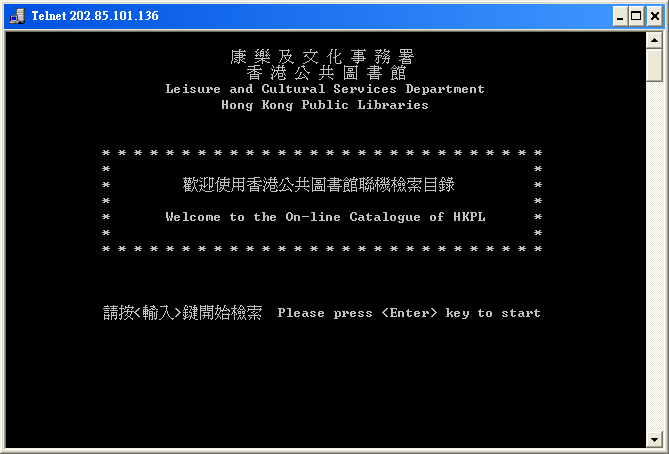 Telnet 202.85.101.136
康 樂 及 文 化 事 務 署
香 港 公 共 圖 書 館
Leisure and Cultural Services Department
Hong Kong Public Libraries
* * * * * * * * * * * * * * * * * * * * * * * * * * * *
* *
* 歡迎使用香港公共圖書館聯機檢索目錄 *
* *
* Welcome to the On-line Catalogue of HKPL *
* *
* * * * * * * * * * * * * * * * * * * * * * * * * * * *
請按<輸入>鍵開始檢索 Please press <Enter> key to start